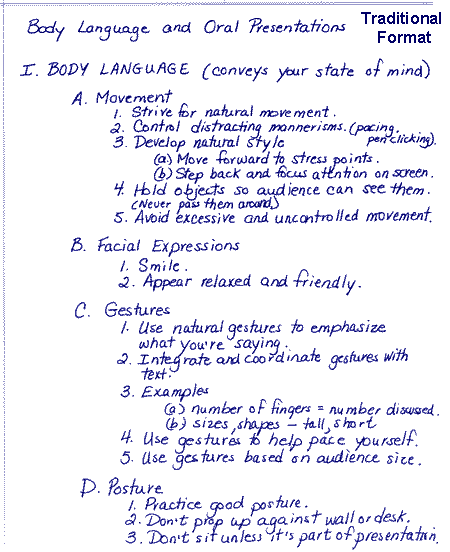 Body Language and Oral Presentations
Traditional
Format
I. BODY LANGUAGE (conveys your state of mind)
A. Movement
1. Strive for natural movement.
2. Control distracting mannerisms. (pacing,
pen clicking).
3. Develop natural style
(a) Move forward to stress points.
(b) Step back and focus attention on screen.
4. Hold objects so audience can see them.
(Never pass them around.)
5. Avoid excessive and uncontrolled movement.
B. Facial Expressions
1. Smile.
2. Appear relaxed and friendly.
C. Gestures
1. Use natural gestures to emphasize
what you're saying.
2. Integrate and coordinate gestures with
text.
3. Examples
(a) number of fingers = number discussed.
(b) sizes, shapes – tall, short
4. Use gestures to help pace yourself.
5. Use gestures based on audience size.
D. Posture
1. Practice good posture.
2. Don't prop up against wall or desk.
3. Don't sit unless it's part of presentation.